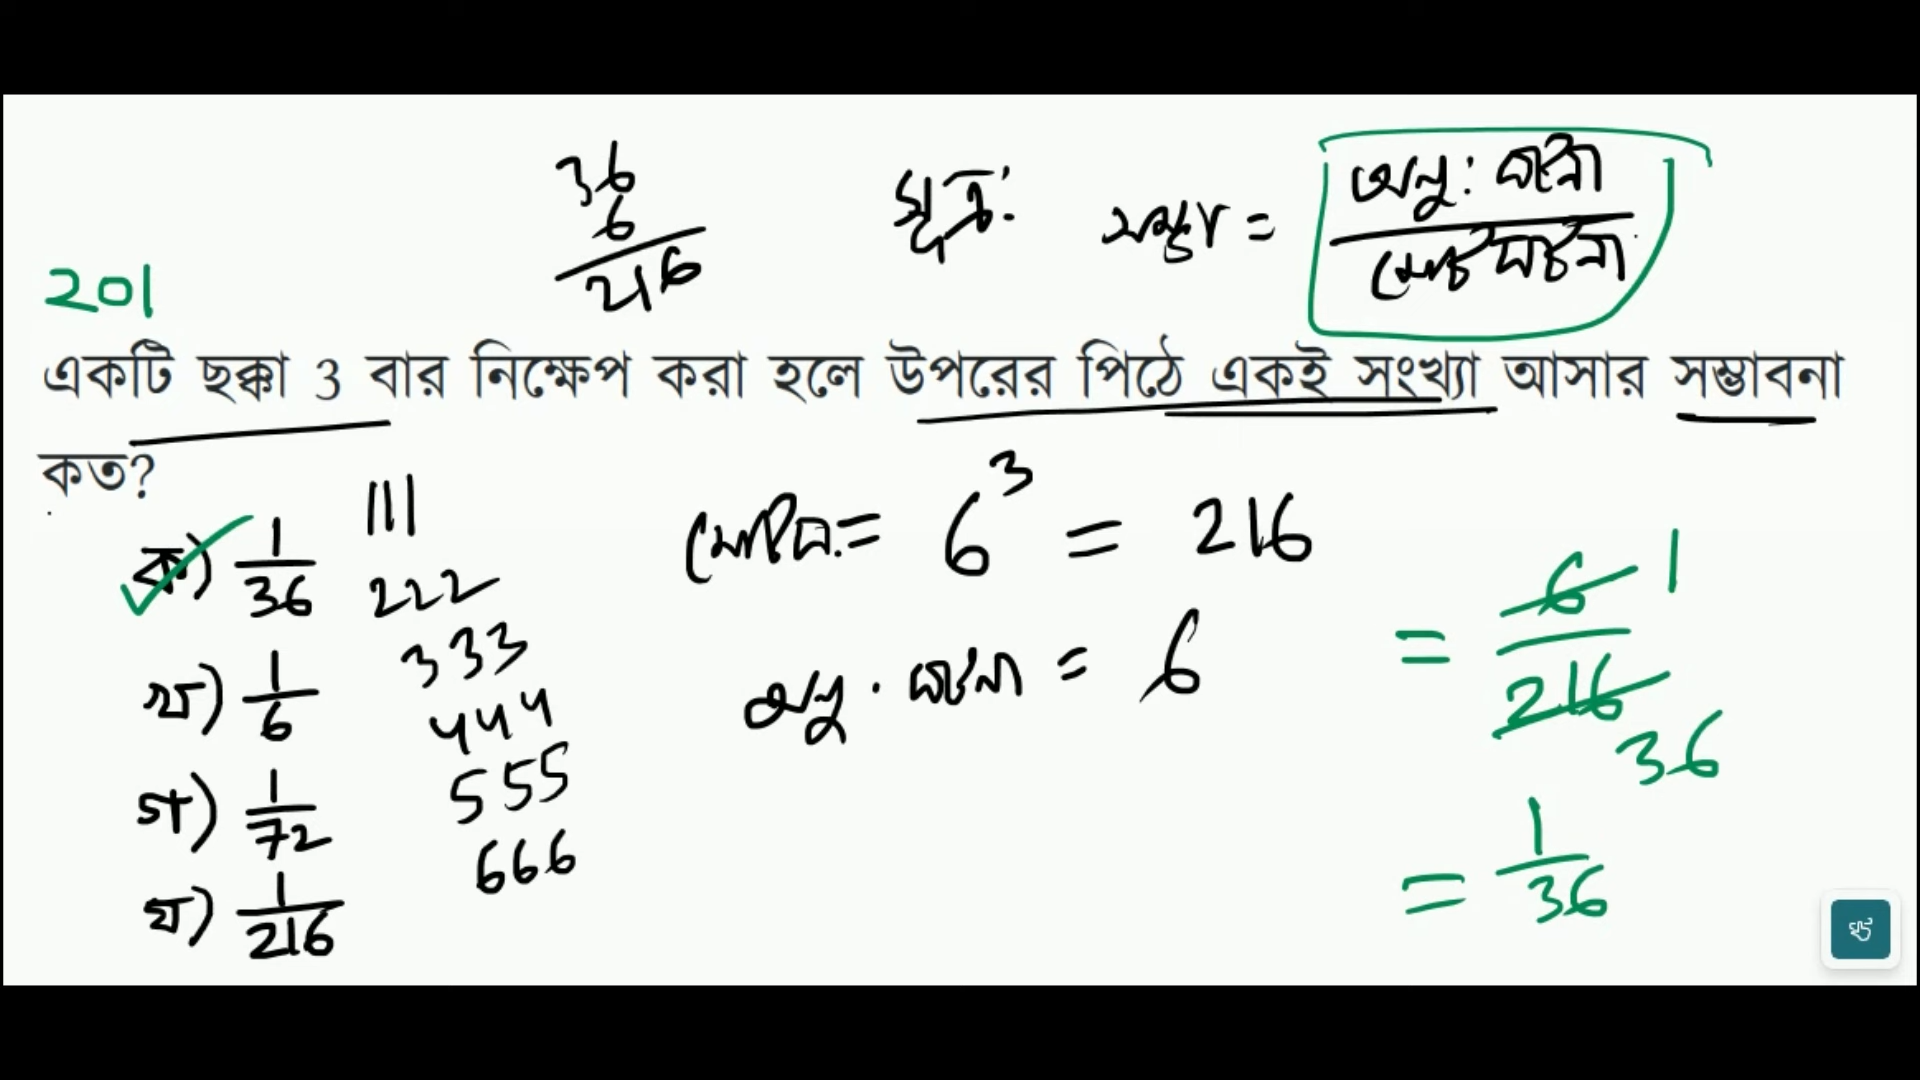 36
6
216
সূত্র: সম্ভাব = অনু: ঘটনা / মোট ঘটনা
201
একটি ছক্কা 3 বার নিক্ষেপ করা হলে উপরের পিঠে একই সংখ্যা আসার সম্ভাবনা
কত?
ক) 1/36
খ) 1/6
গ) 1/72
ঘ) 1/216
111
222
333
444
555
666
মোট ঘ. = 6³ = 216
অনু. ঘটনা = 6
= 6/216 1 36
= 1/36